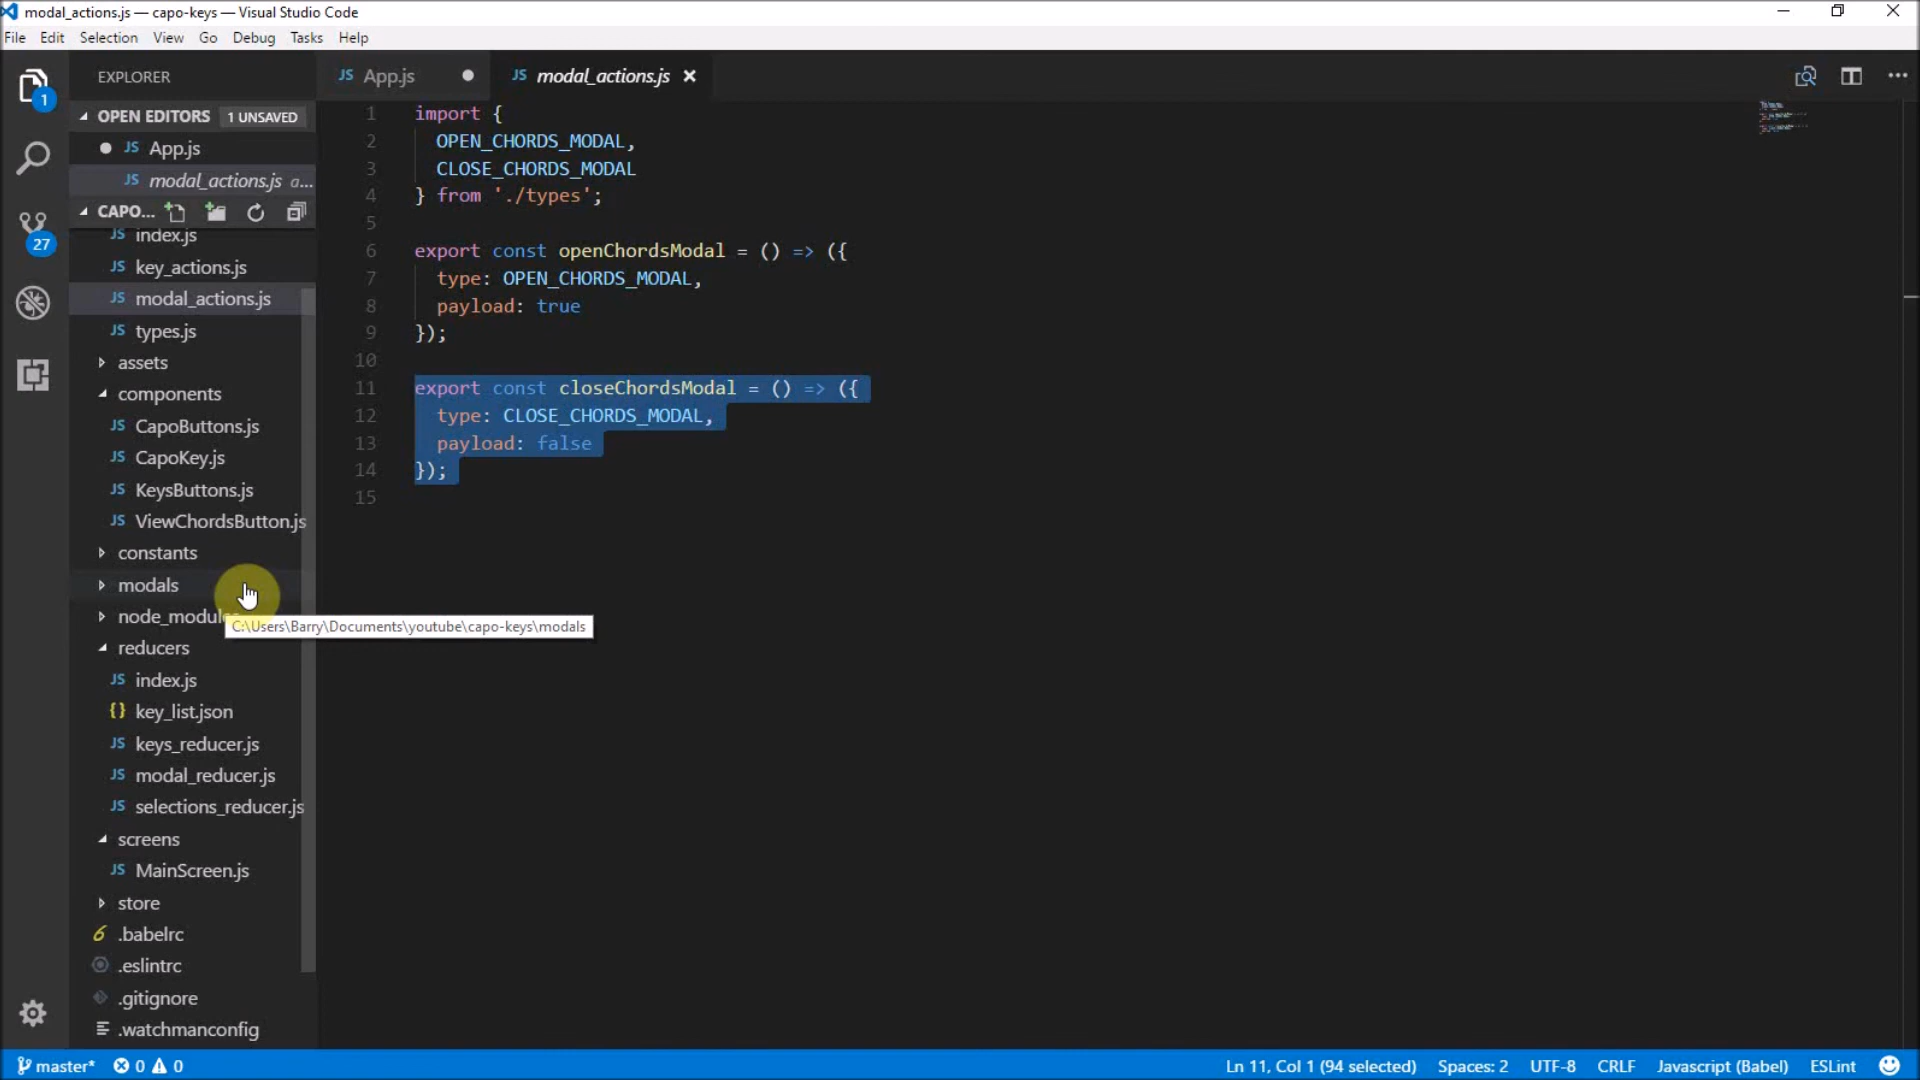 modal_actions.js — capo-keys — Visual Studio Code
File Edit Selection View Go Debug Tasks Help
EXPLORER
1
OPEN EDITORS 1 UNSAVED
JS App.js
JS modal_actions.js a...
CAPO...
27
JS index.js
JS key_actions.js
JS modal_actions.js
JS types.js
assets
components
JS CapoButtons.js
JS CapoKey.js
JS KeysButtons.js
JS ViewChordsButton.js
constants
modals
node_modules
C:\Users\Barry\Documents\youtube\capo-keys\modals
reducers
JS index.js
{} key_list.json
JS keys_reducer.js
JS modal_reducer.js
JS selections_reducer.js
screens
JS MainScreen.js
store
6 .babelrc
.eslintrc
.gitignore
.watchmanconfig
JS App.js
JS modal_actions.js
1 import {
2 OPEN_CHORDS_MODAL,
3 CLOSE_CHORDS_MODAL
4 } from './types';
5
6 export const openChordsModal = () => ({
7 type: OPEN_CHORDS_MODAL,
8 payload: true
9 });
10
11 export const closeChordsModal = () => ({
12 type: CLOSE_CHORDS_MODAL,
13 payload: false
14 });
15
master* 0 0 Ln 11, Col 1 (94 selected) Spaces: 2 UTF-8 CRLF Javascript (Babel) ESLint